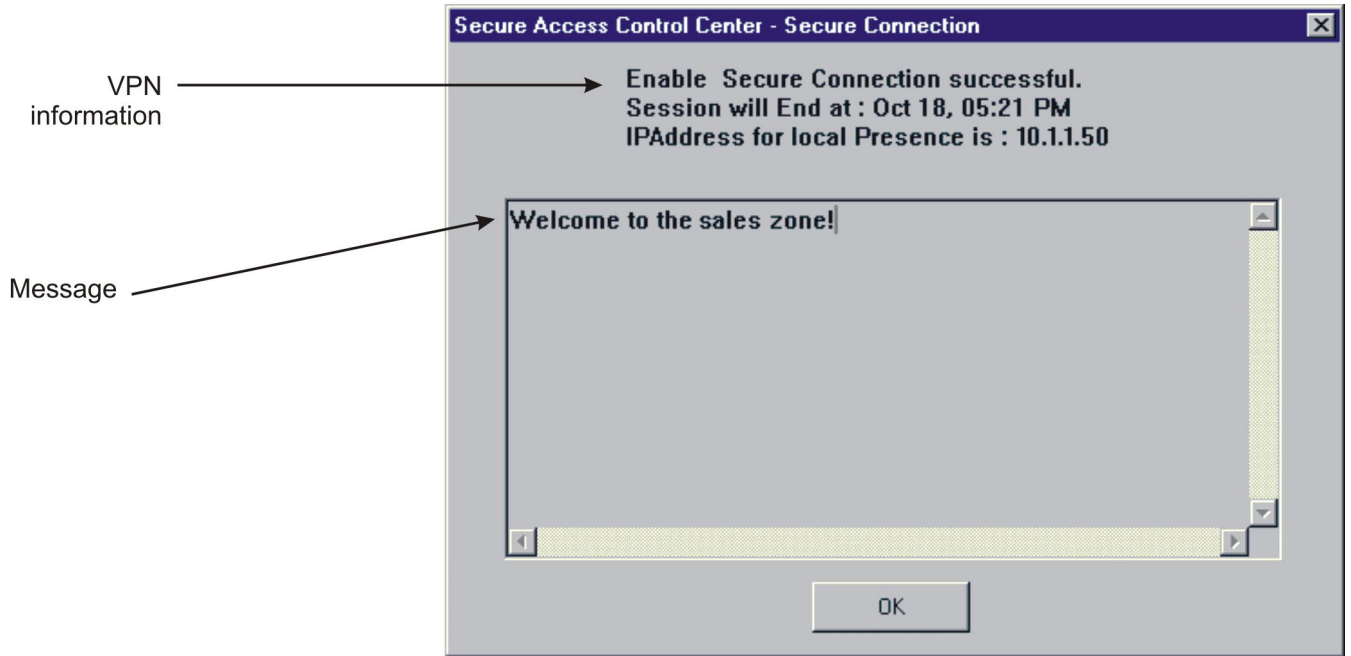 Secure Access Control Center - Secure Connection
VPN
information
Enable  Secure Connection successful.
Session will End at : Oct 18, 05:21 PM
IPAddress for local Presence is : 10.1.1.50
Welcome to the sales zone!
Message
OK